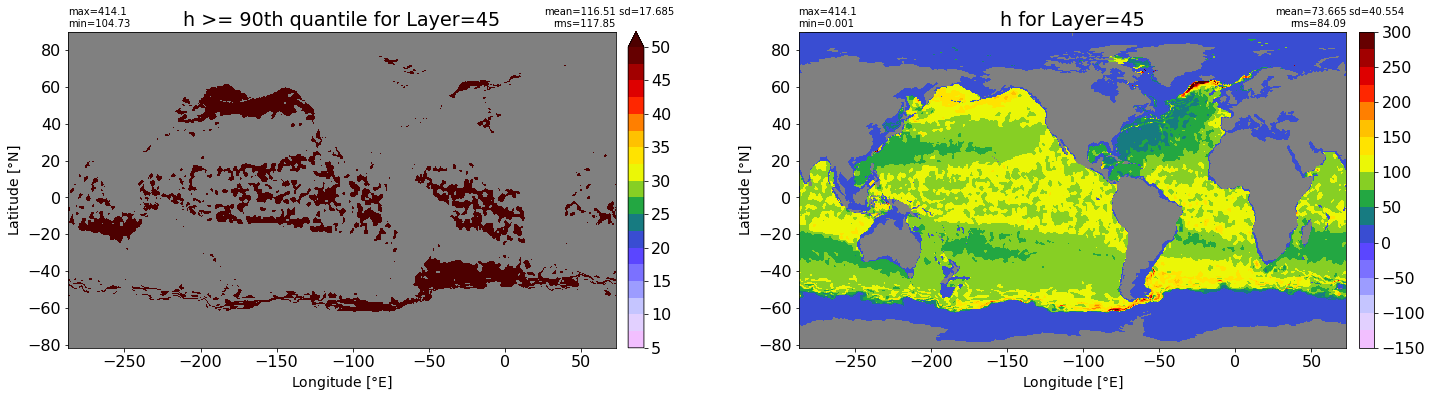 max=414.1
min=104.73
h >= 90th quantile for Layer=45
mean=116.51 sd=17.685
rms=117.85
80
60
40
20
0
−20
−40
−60
−80
Latitude [°N]
−250 −200 −150 −100 −50 0 50
Longitude [°E]
50
45
40
35
30
25
20
15
10
5
max=414.1
min=0.001
h for Layer=45
mean=73.665 sd=40.554
rms=84.09
80
60
40
20
0
−20
−40
−60
−80
Latitude [°N]
−250 −200 −150 −100 −50 0 50
Longitude [°E]
300
250
200
150
100
50
0
−50
−100
−150